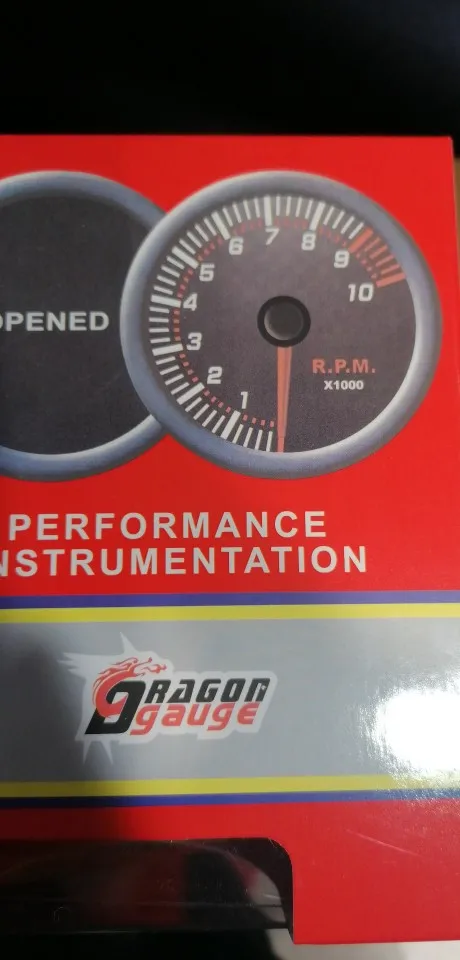 OPENED
1
2
3
4
5
6
7
8
9
10
R.P.M.
X1000
PERFORMANCE
INSTRUMENTATION
DRAGON
gauge